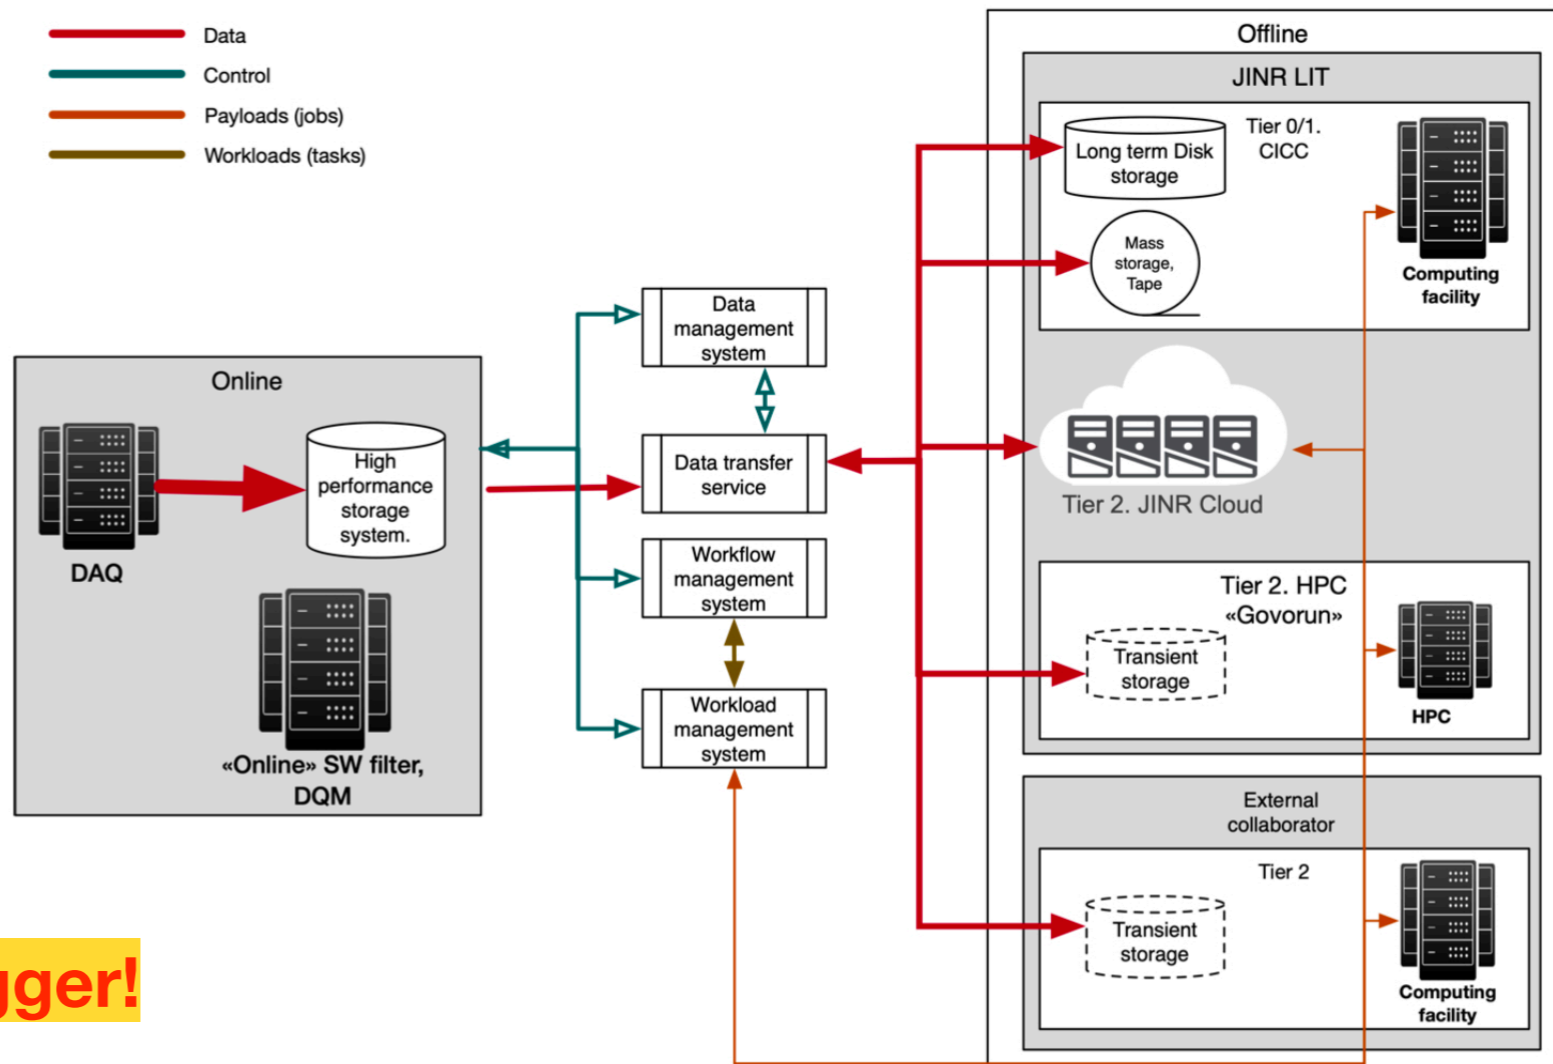 Data
Control
Payloads (jobs)
Workloads (tasks)
Online
DAQ
High
performance
storage
system.
«Online» SW filter,
DQM
Data
management
system
Data transfer
service
Workflow
management
system
Workload
management
system
Offline
JINR LIT
Tier 0/1.
CICC
Long term Disk
storage
Mass
storage,
Tape
Computing
facility
Tier 2. JINR Cloud
Tier 2. HPC
«Govorun»
Transient
storage
HPC
External
collaborator
Tier 2
Transient
storage
Computing
facility
gger!